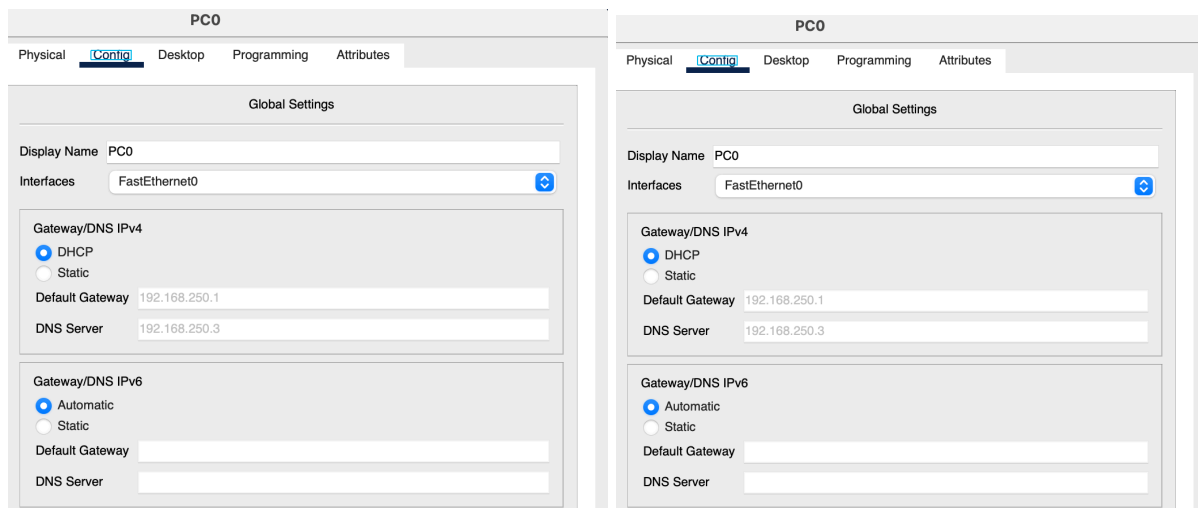 PC0
Physical Config Desktop Programming Attributes
Global Settings
Display Name PC0
Interfaces FastEthernet0
Gateway/DNS IPv4
DHCP
Static
Default Gateway 192.168.250.1
DNS Server 192.168.250.3
Gateway/DNS IPv6
Automatic
Static
Default Gateway
DNS Server
PC0
Physical Config Desktop Programming Attributes
Global Settings
Display Name PC0
Interfaces FastEthernet0
Gateway/DNS IPv4
DHCP
Static
Default Gateway 192.168.250.1
DNS Server 192.168.250.3
Gateway/DNS IPv6
Automatic
Static
Default Gateway
DNS Server